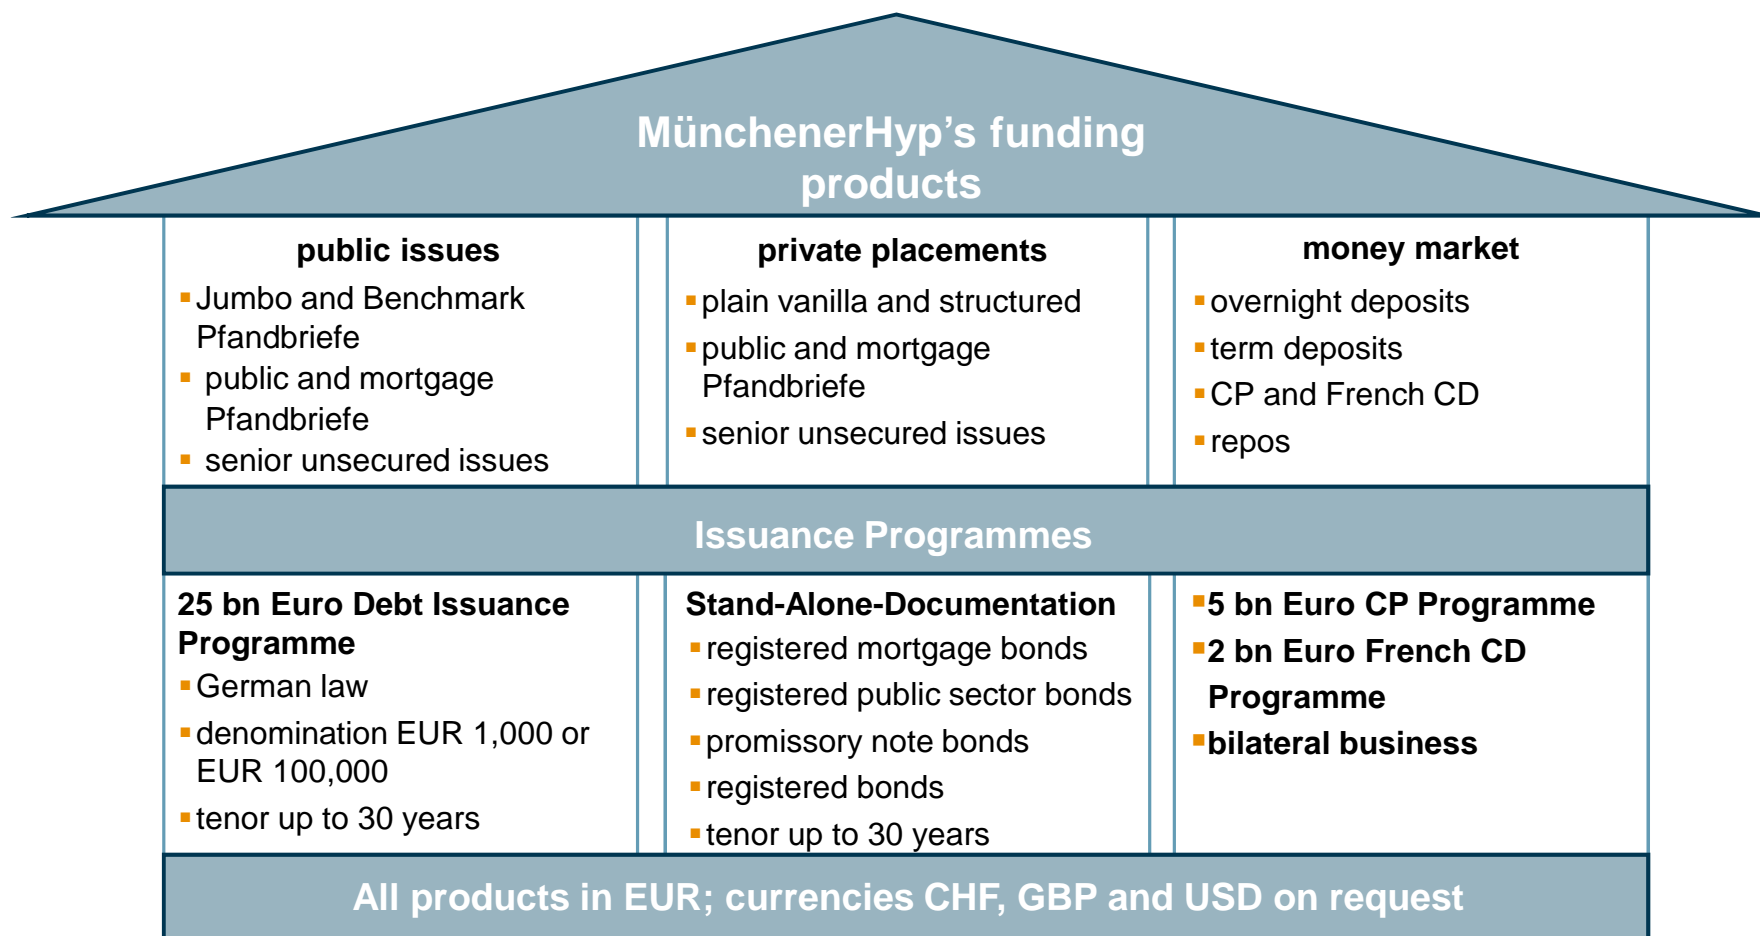 MünchenerHyp’s funding
products
public issues
▪Jumbo and Benchmark
Pfandbriefe
▪ public and mortgage
Pfandbriefe
▪ senior unsecured issues
private placements
▪plain vanilla and structured
▪public and mortgage
Pfandbriefe
▪senior unsecured issues
money market
▪overnight deposits
▪term deposits
▪CP and French CD
▪repos
Issuance Programmes
25 bn Euro Debt Issuance
Programme
▪German law
▪denomination EUR 1,000 or
EUR 100,000
▪tenor up to 30 years
Stand-Alone-Documentation
▪registered mortgage bonds
▪registered public sector bonds
▪promissory note bonds
▪registered bonds
▪tenor up to 30 years
▪5 bn Euro CP Programme
▪2 bn Euro French CD
Programme
▪bilateral business
All products in EUR; currencies CHF, GBP and USD on request